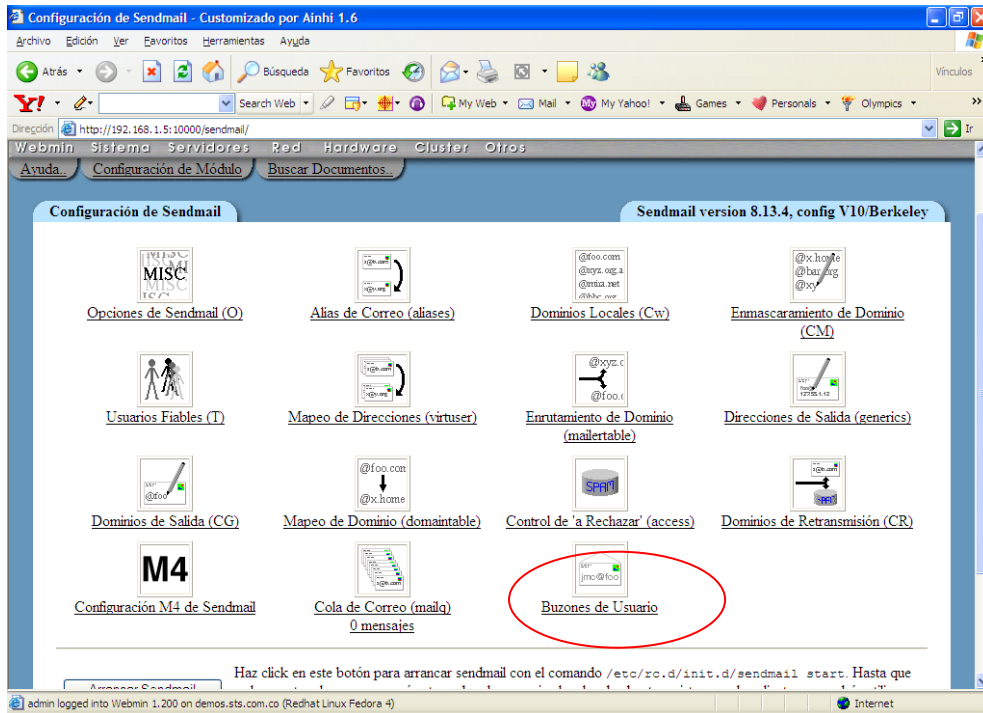 Configuración de Sendmail - Customizado por Ainhi 1.6
Archivo Edición Ver Favoritos Herramientas Ayuda
Atrás Búsqueda Favoritos Vínculos
Y! Search Web My Web Mail My Yahoo! Games Personals Olympics »
Dirección http://192.168.1.5:10000/sendmail/ Ir
Webmin Sistema Servidores Red Hardware Cluster Otros
Ayuda.. Configuración de Módulo Buscar Documentos..
Configuración de Sendmail Sendmail version 8.13.4, config V10/Berkeley
MISC
@foo.com
@mixa.net
@bar.org
Opciones de Sendmail (O) Alias de Correo (aliases) Dominios Locales (Cw) Enmascaramiento de Dominio
(CM)
@xyz.c
@foo.(
Usuarios Fiables (T) Mapeo de Direcciones (virtuser) Enrutamiento de Dominio
(mailertable)
Direcciones de Salida (generics)
@foo
@foo.com
@x.home
SPAM
Dominios de Salida (CG) Mapeo de Dominio (domaintable) Control de 'a Rechazar' (access) Dominios de Retransmisión (CR)
M4
jmc@foo
Configuración M4 de Sendmail Cola de Correo (mailq)
0 mensajes
Buzones de Usuario
Haz click en este botón para arrancar sendmail con el comando /etc/rc.d/init.d/sendmail start. Hasta que
Arrancar Sendmail
admin logged into Webmin 1.200 on demos.sts.com.co (Redhat Linux Fedora 4) Internet